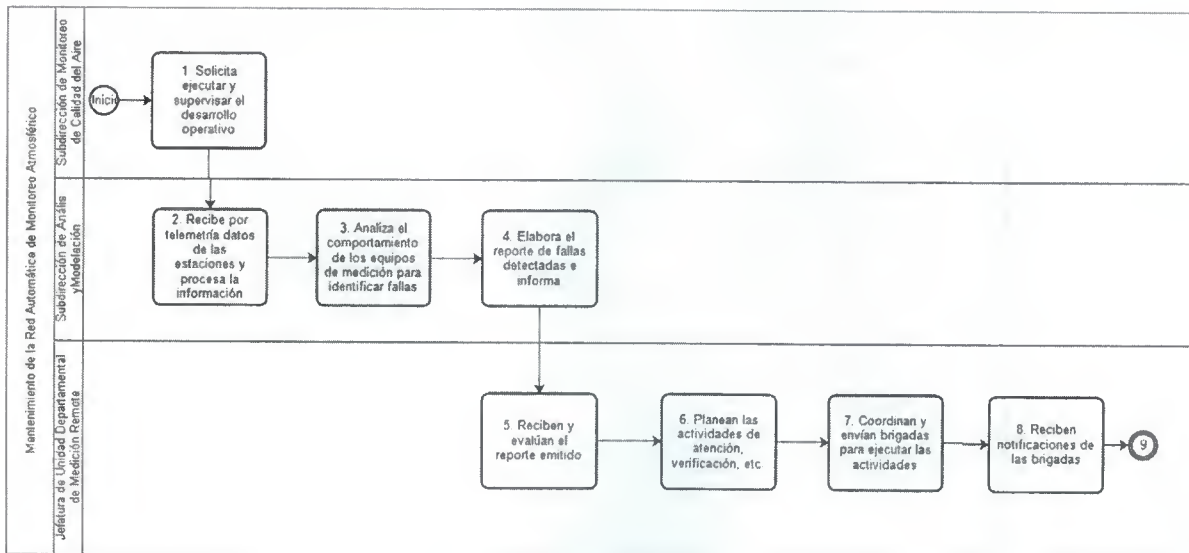 Mantenimiento de la Red Automática de Monitoreo Atmosférico
Subdirección de Monitoreo
de Calidad del Aire
Inici
1. Solicita
ejecutar y
supervisar el
desarrollo
operativo
Subdirección de Anális
yModelación
2. Recibe por
telemetría datos
de las
estaciones y
procesa la
información
3. Analiza el
comportamiento
de los equipos
de medición para
identificar fallas
4. Elabora el
reporte de fallas
detectadas e
informa
Jefatura de Unidad Departamental
de Medición Remote
5. Reciben y
evalúan el
reporte emitido
6. Planean las
actividades de
atención,
verificación, etc
7. Coordinan y
envían brigadas
para ejecutar las
actividades
8. Reciben
notificaciones de
las brigadas
9